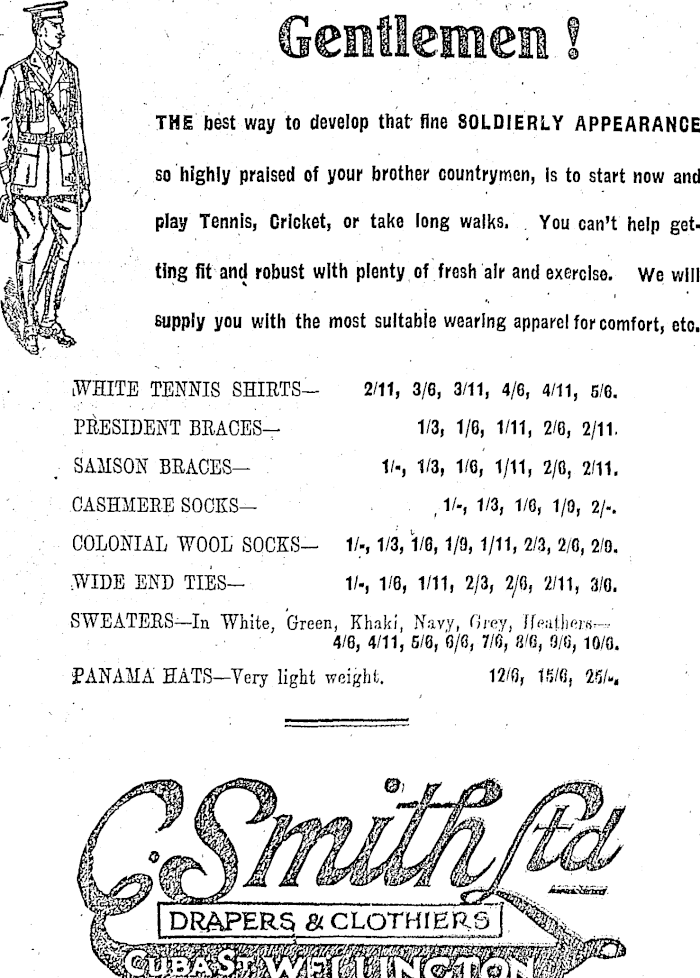 Gentlemen !
THE best way to develop that fine SOLDIERLY APPEARANCE
so highly praised of your brother countrymen, is to start now and
play Tennis, Cricket, or take long walks. You can't help get-
ting fit and robust with plenty of fresh air and exercise. We will
supply you with the most suitable wearing apparel for comfort, etc.
WHITE TENNIS SHIRTS— 2/11, 3/6, 3/11, 4/6, 4/11, 5/6.
PRESIDENT BRACES— 1/3, 1/6, 1/11, 2/6, 2/11.
SAMSON BRACES— 1/-, 1/3, 1/6, 1/11, 2/6, 2/11.
CASHMERE SOCKS— 1/-, 1/3, 1/6, 1/9, 2/-.
COLONIAL WOOL SOCKS— 1/-, 1/3, 1/6, 1/9, 1/11, 2/3, 2/6, 2/9.
WIDE END TIES— 1/-, 1/6, 1/11, 2/3, 2/6, 2/11, 3/6.
SWEATERS—In White, Green, Khaki, Navy, Grey, Heathers—
4/6, 4/11, 5/6, 6/6, 7/6, 8/6, 9/6, 10/6.
PANAMA HATS—Very light weight. 12/6, 15/6, 25/-.
C. Smith Ltd
DRAPERS & CLOTHIERS
CUBA ST WELLINGTON